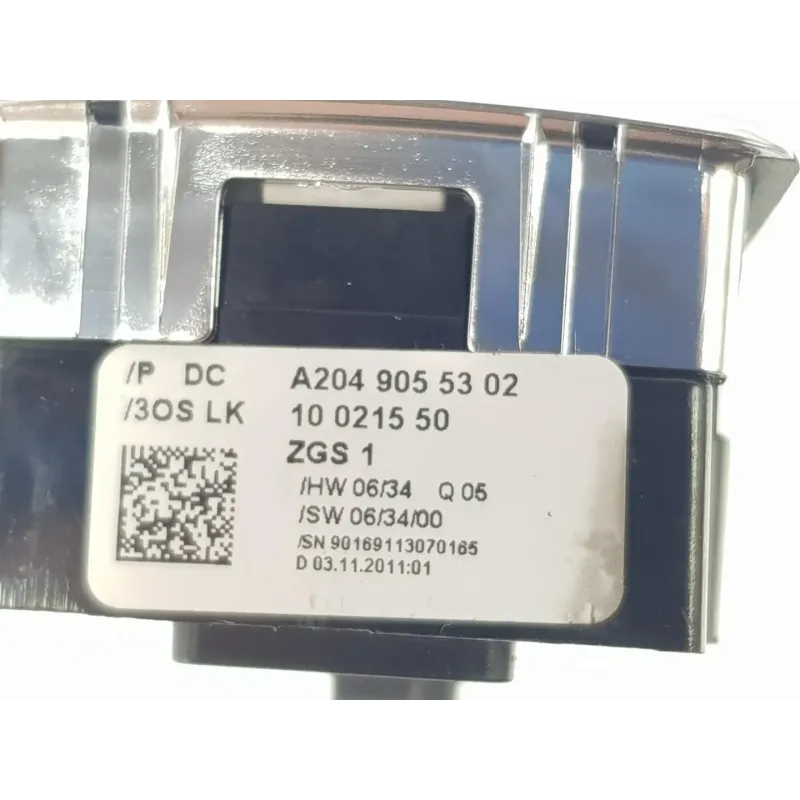 /P DC A204 905 53 02
/3OS LK 10 0215 50
ZGS 1
/HW 06/34 Q 05
/SW 06/34/00
/SN 90169113070165
D 03.11.2011:01